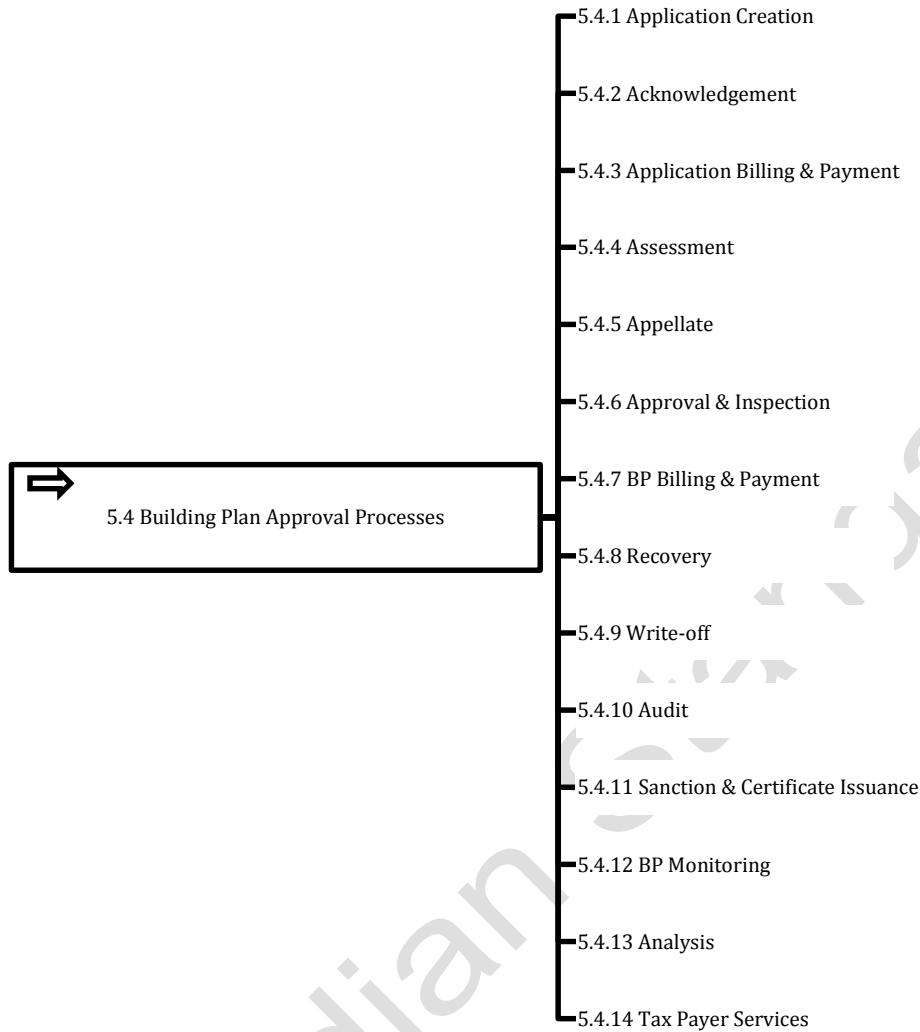 5.4.1 Application Creation
5.4.2 Acknowledgement
5.4.3 Application Billing & Payment
5.4.4 Assessment
5.4.5 Appellate
5.4.6 Approval & Inspection
5.4 Building Plan Approval Processes
5.4.7 BP Billing & Payment
5.4.8 Recovery
5.4.9 Write-off
5.4.10 Audit
5.4.11 Sanction & Certificate Issuance
5.4.12 BP Monitoring
5.4.13 Analysis
5.4.14 Tax Payer Services